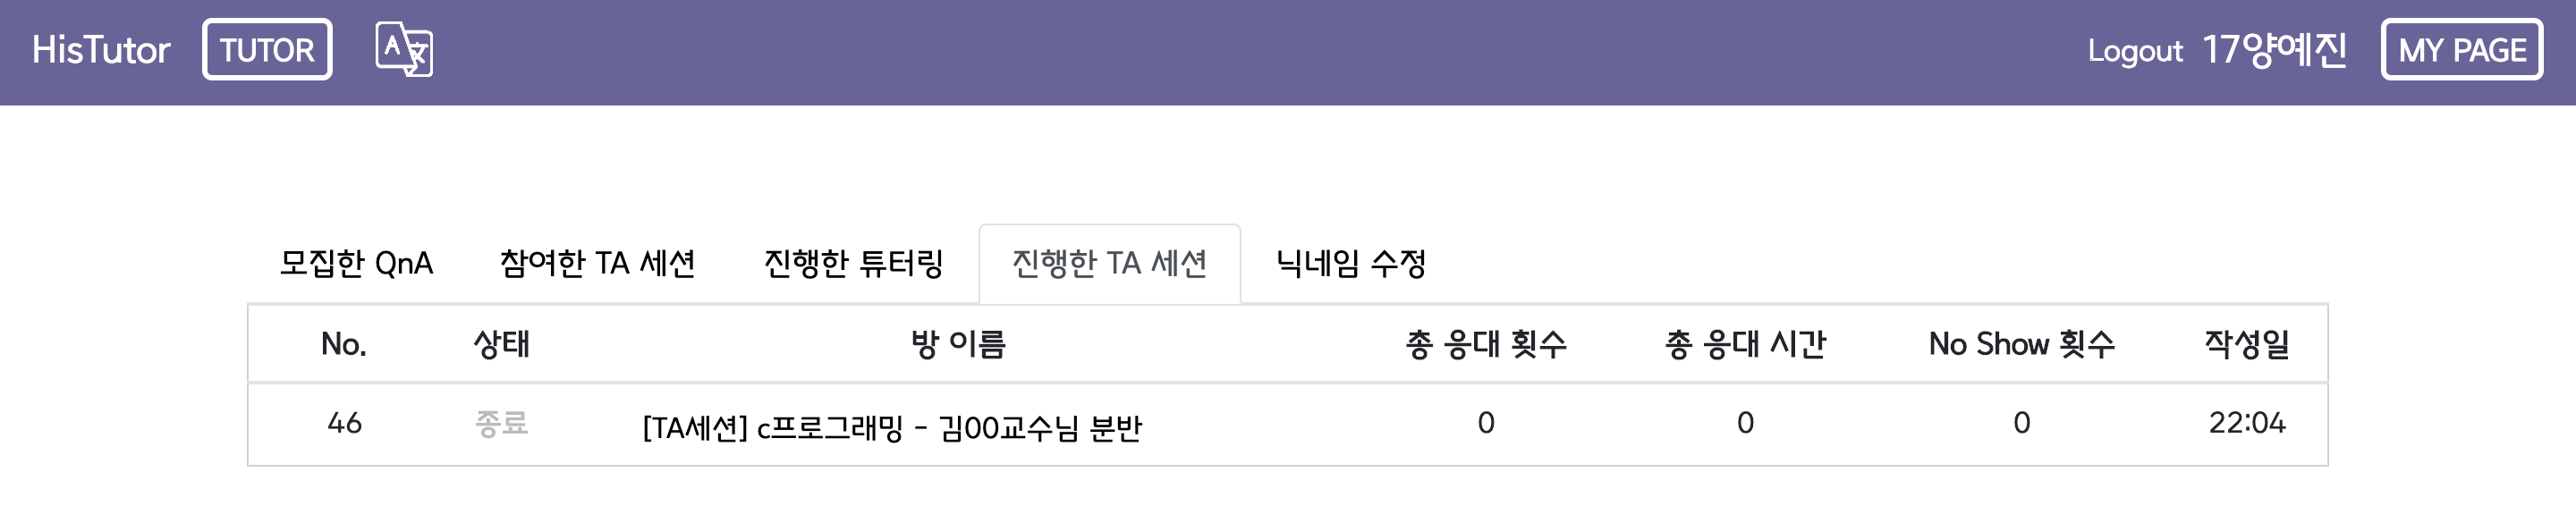 HisTutor TUTOR A文 Logout 17양예진 MY PAGE
모집한 QnA 참여한 TA 세션 진행한 튜터링 진행한 TA 세션 닉네임 수정
No. 상태 방 이름 총 응대 횟수 총 응대 시간 No Show 횟수 작성일
46 종료 [TA세션] c프로그래밍 - 김00교수님 분반 0 0 0 22:04